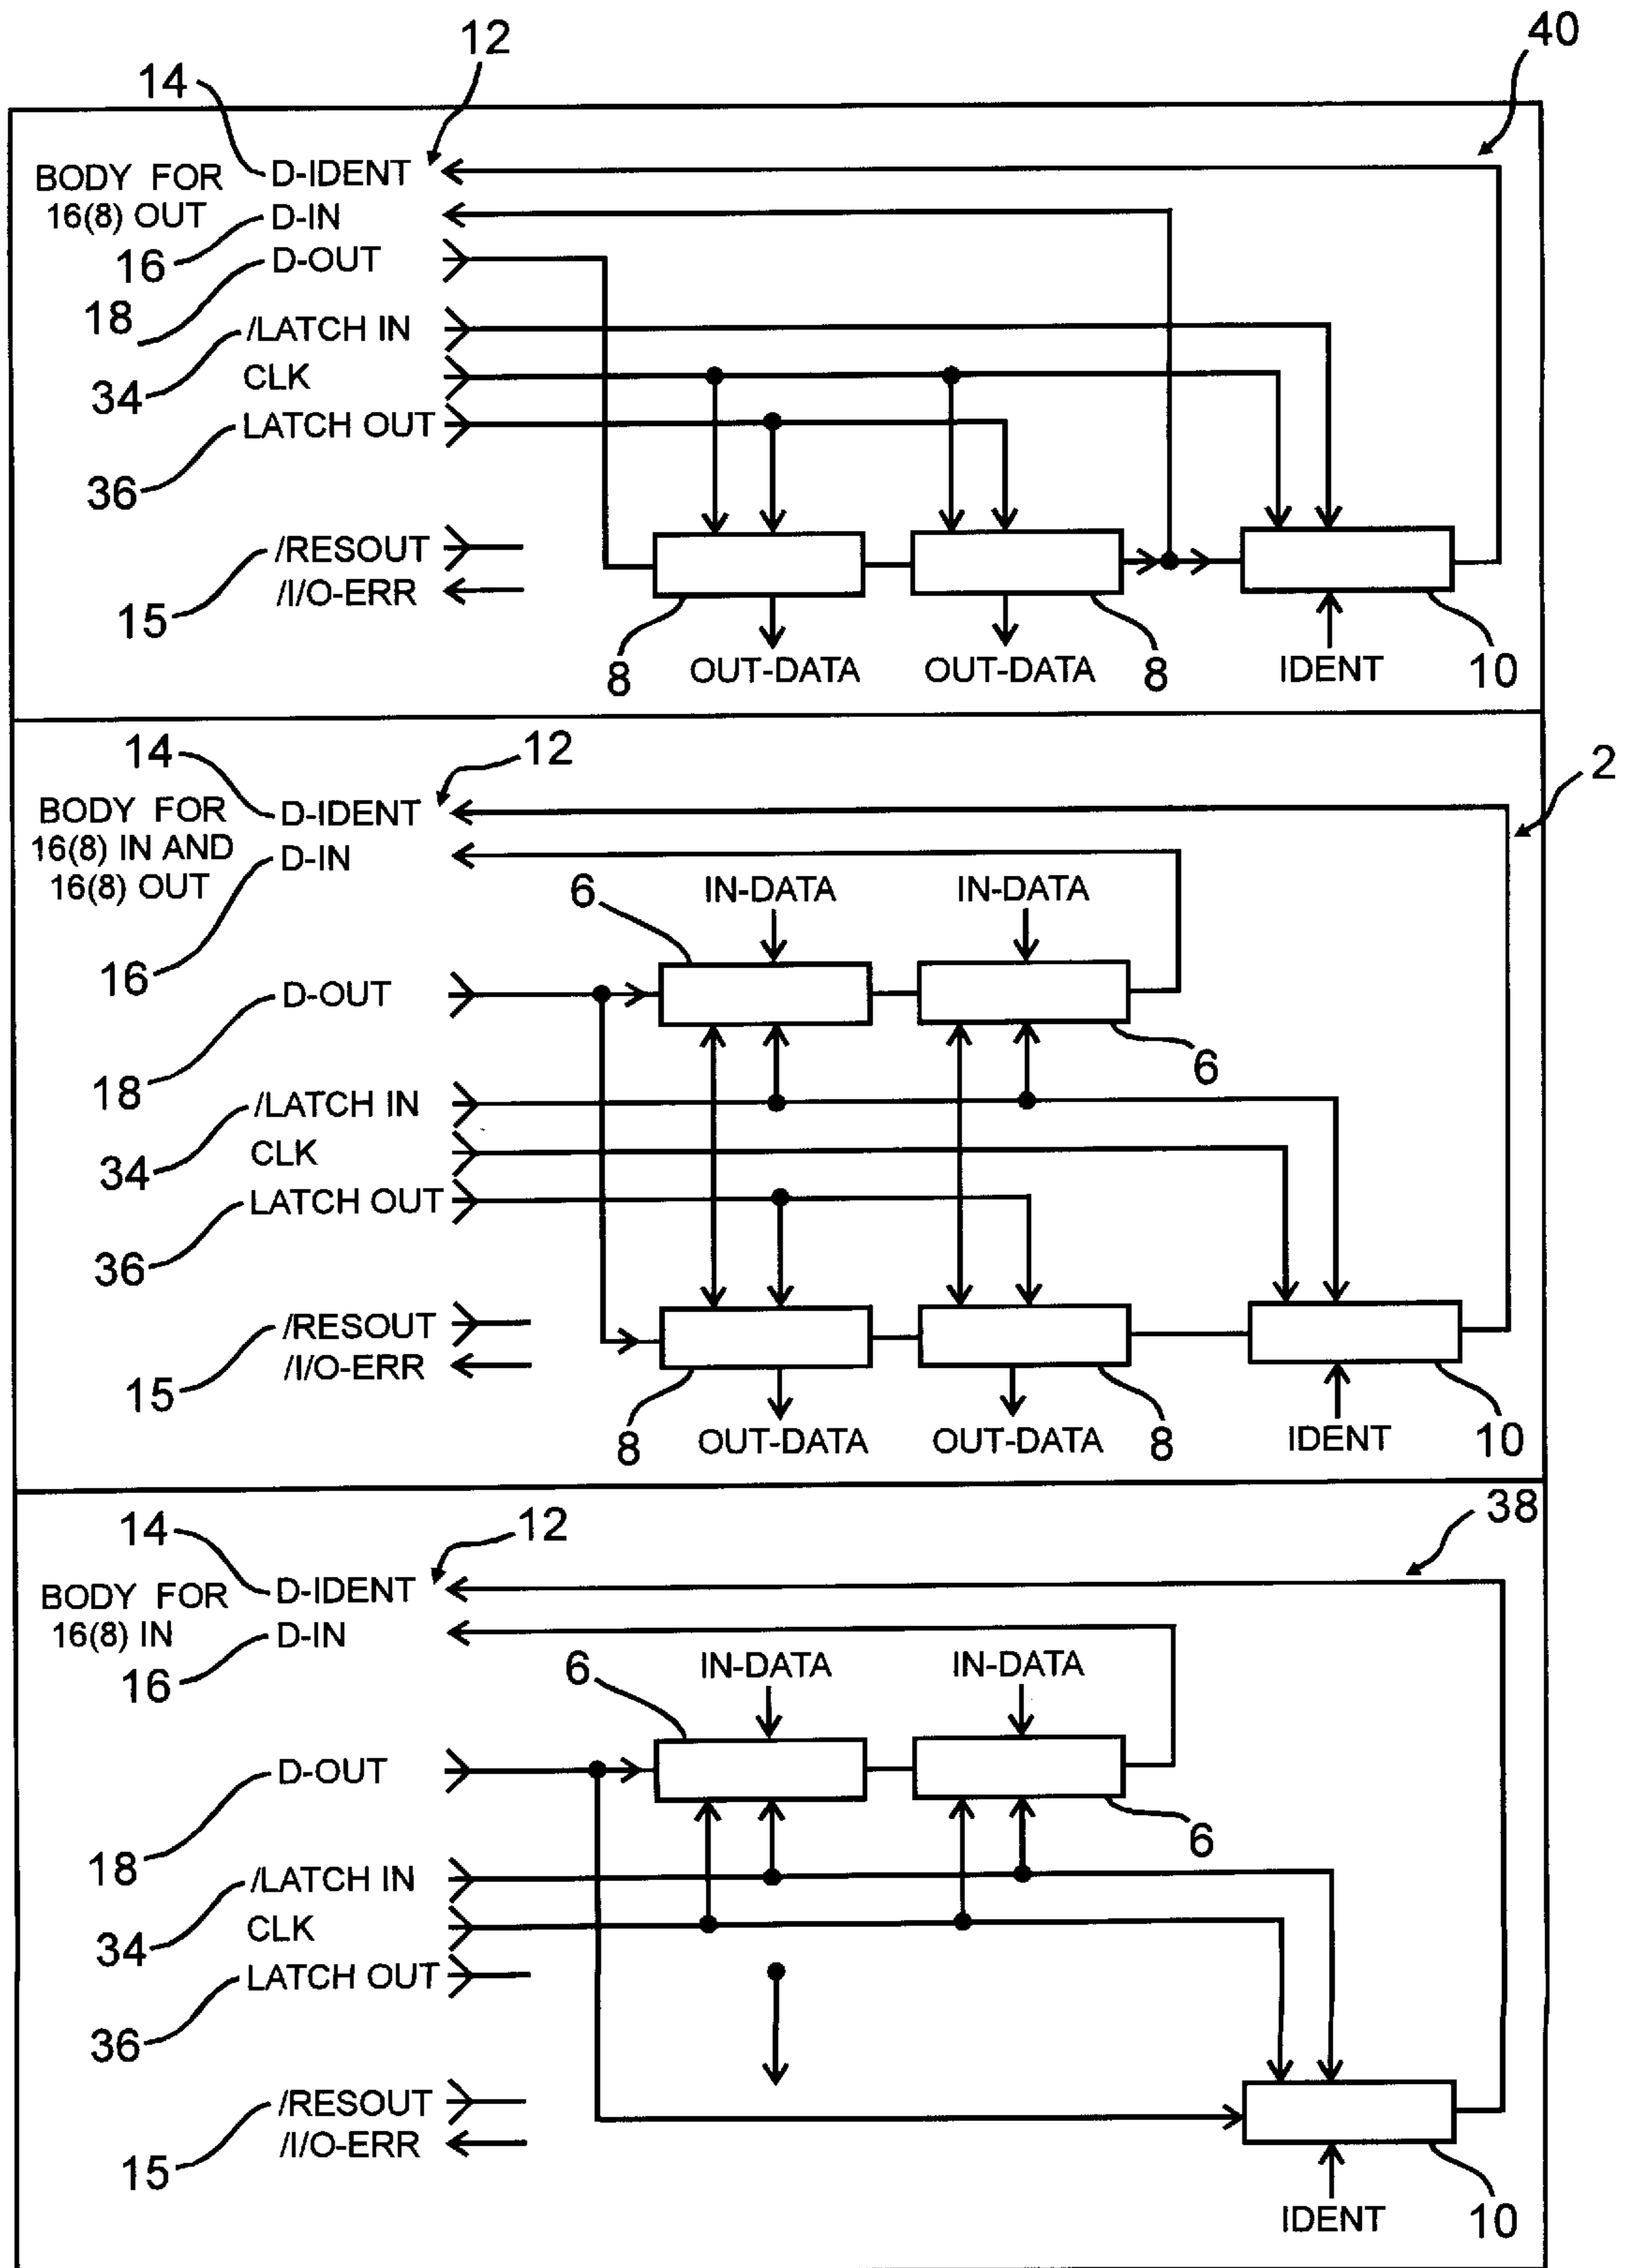 12
40
14
BODY FOR
16(8) OUT
D-IDENT
D-IN
16
D-OUT
18
/LATCH IN
34
CLK
LATCH OUT
36
/RESOUT
15
/I/O-ERR
8
OUT-DATA
OUT-DATA
8
IDENT
10
14
12
2
BODY FOR
16(8) IN AND
16(8) OUT
D-IDENT
D-IN
6
IN-DATA
IN-DATA
16
D-OUT
6
18
/LATCH IN
34
CLK
LATCH OUT
36
/RESOUT
15
/I/O-ERR
8
OUT-DATA
OUT-DATA
8
IDENT
10
14
12
38
BODY FOR
16(8) IN
D-IDENT
D-IN
16
6
IN-DATA
IN-DATA
D-OUT
6
18
/LATCH IN
34
CLK
LATCH OUT
36
/RESOUT
15
/I/O-ERR
IDENT
10